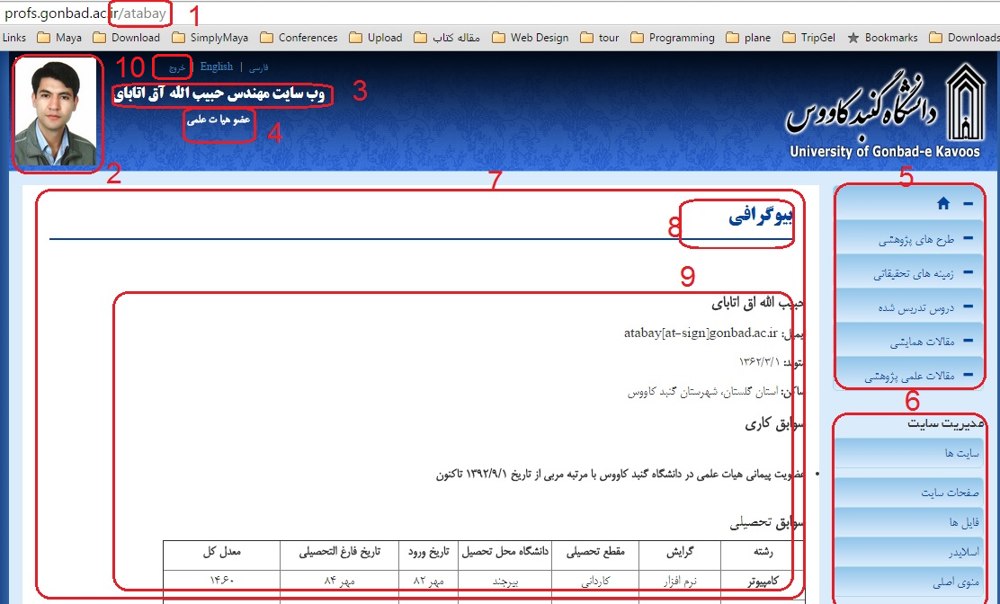 profs.gonbad.ac.ir/atabay
1
Links Maya Download SimplyMaya Conferences Upload مقاله کتاب Web Design tour Programming plane TripGel Bookmarks Downloads
10
خروج | English | فارسی
وب سایت مهندس حبیب الله آق اتابای
3
عضو هیا ت علمی
4
2
دانشگاه گنبد کاووس
University of Gonbad-e Kavoos
7
5
طرح های پژوهشی
زمینه های تحقیقاتی
دروس تدریس شده
مقالات همایشی
مقالات علمی پژوهشی
6
مدیریت سایت
سایت ها
صفحات سایت
فایل ها
اسلایدر
منوی اصلی
بیوگرافی
8
9
حبیب الله اق اتابای
ایمیل: atabay[at-sign]gonbad.ac.ir
متولد: ۱۳۶۲/۳/۱
ساکن: استان گلستان، شهرستان گنبد کاووس
سوابق کاری
عضویت پیمانی هیات علمی در دانشگاه گنبد کاووس با مرتبه مربی از تاریخ ۱۳۹۲/۹/۱ تاکنون
سوابق تحصیلی
رشته گرایش مقطع تحصیلی دانشگاه محل تحصیل تاریخ ورود تاریخ فارغ التحصیلی معدل کل
کامپیوتر نرم افزار کاردانی بیرجند مهر ۸۲ مهر ۸۴ ۱۴.۶۰